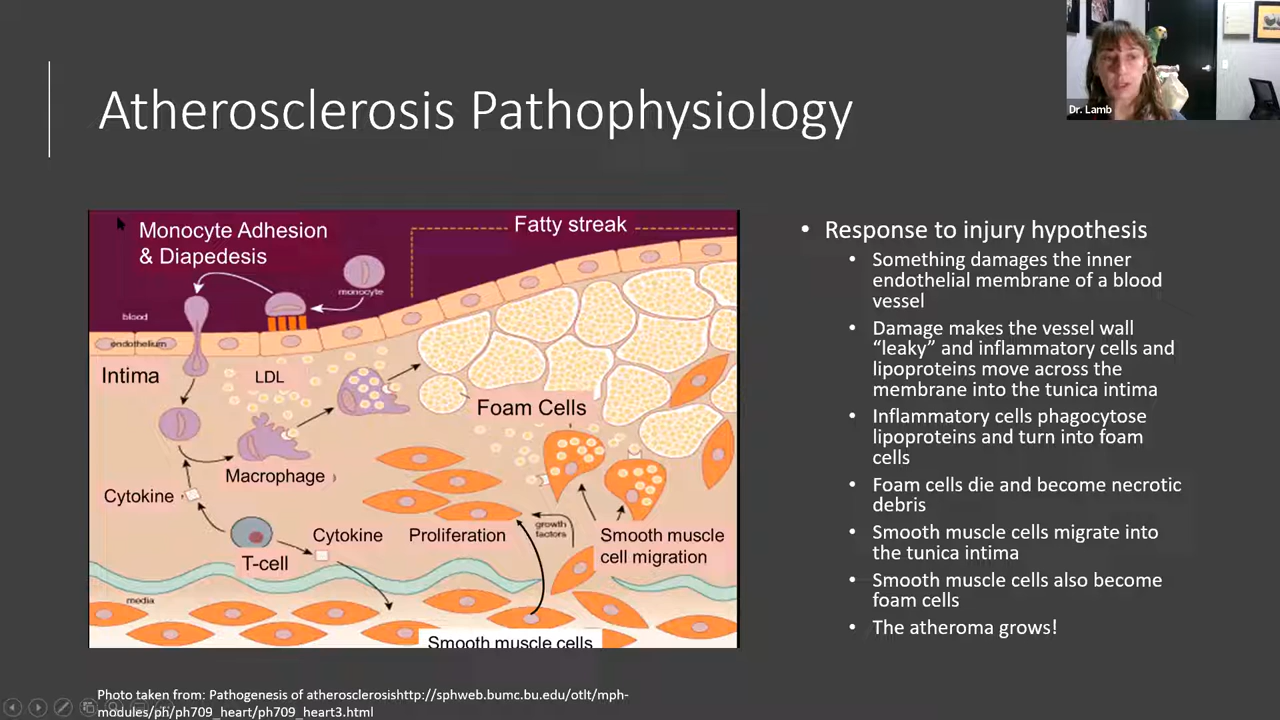 Dr. Lamb
Atherosclerosis Pathophysiology
Monocyte Adhesion
& Diapedesis
Fatty streak
monocyte
blood
endothelium
Intima
LDL
Foam Cells
Macrophage
Cytokine
T-cell
Cytokine
Proliferation
growth
factors
Smooth muscle
cell migration
media
Smooth muscle cells
• Response to injury hypothesis
• Something damages the inner
endothelial membrane of a blood
vessel
• Damage makes the vessel wall
“leaky” and inflammatory cells and
lipoproteins move across the
membrane into the tunica intima
• Inflammatory cells phagocytose
lipoproteins and turn into foam
cells
• Foam cells die and become necrotic
debris
• Smooth muscle cells migrate into
the tunica intima
• Smooth muscle cells also become
foam cells
• The atheroma grows!
Photo taken from: Pathogenesis of atherosclerosishttp://sphweb.bumc.bu.edu/otlt/mph-
modules/ph/ph709_heart/ph709_heart3.html